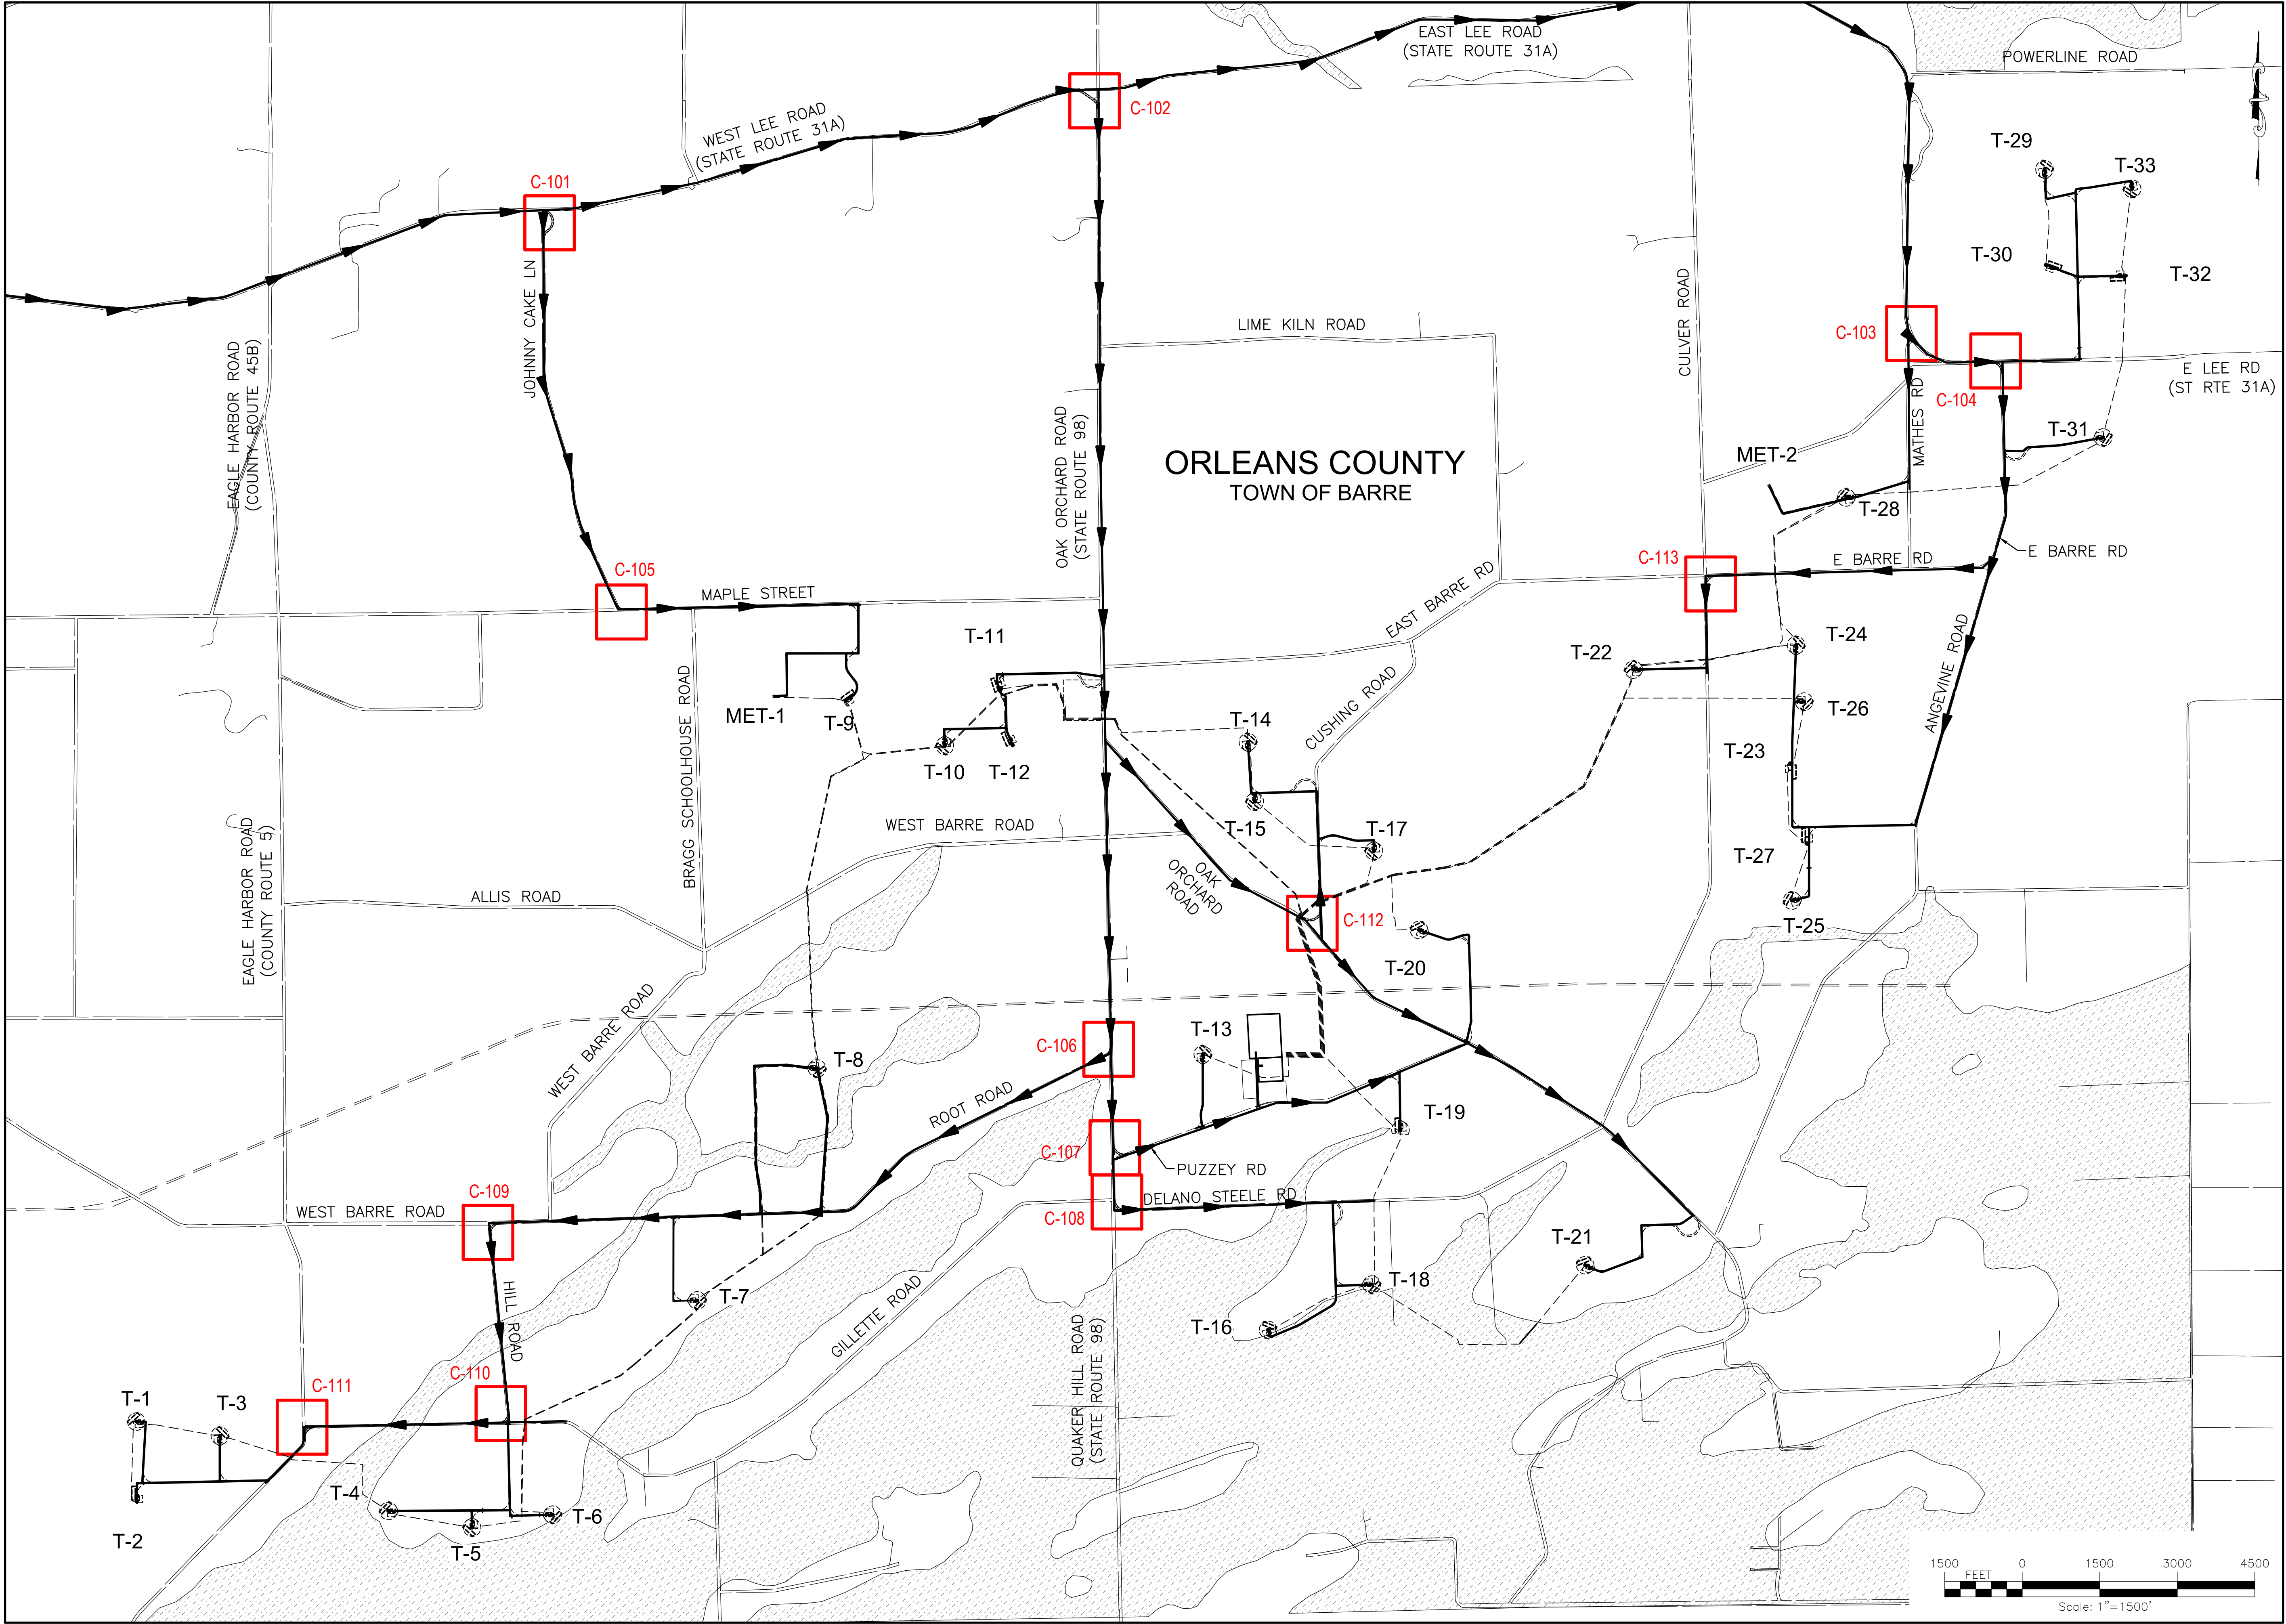 EAST LEE ROAD
(STATE ROUTE 31A)
POWERLINE ROAD
C-102
WEST LEE ROAD
(STATE ROUTE 31A)
T-29
T-33
C-101
T-30
T-32
JOHNNY CAKE LN
CULVER ROAD
LIME KILN ROAD
C-103
EAGLE HARBOR ROAD
(COUNTY ROUTE 45B)
E LEE RD
(ST RTE 31A)
C-104
MATHES RD
OAK ORCHARD ROAD
(STATE ROUTE 98)
T-31
MET-2
ORLEANS COUNTY
TOWN OF BARRE
T-28
E BARRE RD
C-113
E BARRE RD
C-105
MAPLE STREET
EAST BARRE RD
T-11
T-24
T-22
ANGEVINE ROAD
CUSHING ROAD
BRAGG SCHOOLHOUSE ROAD
MET-1
T-9
T-14
T-26
T-23
T-10
T-12
WEST BARRE ROAD
T-15
T-17
T-27
EAGLE HARBOR ROAD
(COUNTY ROUTE 5)
ALLIS ROAD
OAK
ORCHARD
ROAD
C-112
T-25
T-20
WEST BARRE ROAD
C-106
T-13
T-8
ROOT ROAD
T-19
C-107
PUZZEY RD
C-109
WEST BARRE ROAD
DELANO STEELE RD
C-108
T-21
T-18
HILL ROAD
T-7
GILLETTE ROAD
T-16
QUAKER HILL ROAD
(STATE ROUTE 98)
C-110
C-111
T-1
T-3
T-4
T-6
T-2
T-5
1500 0 1500 3000 4500
FEET
Scale: 1"=1500'